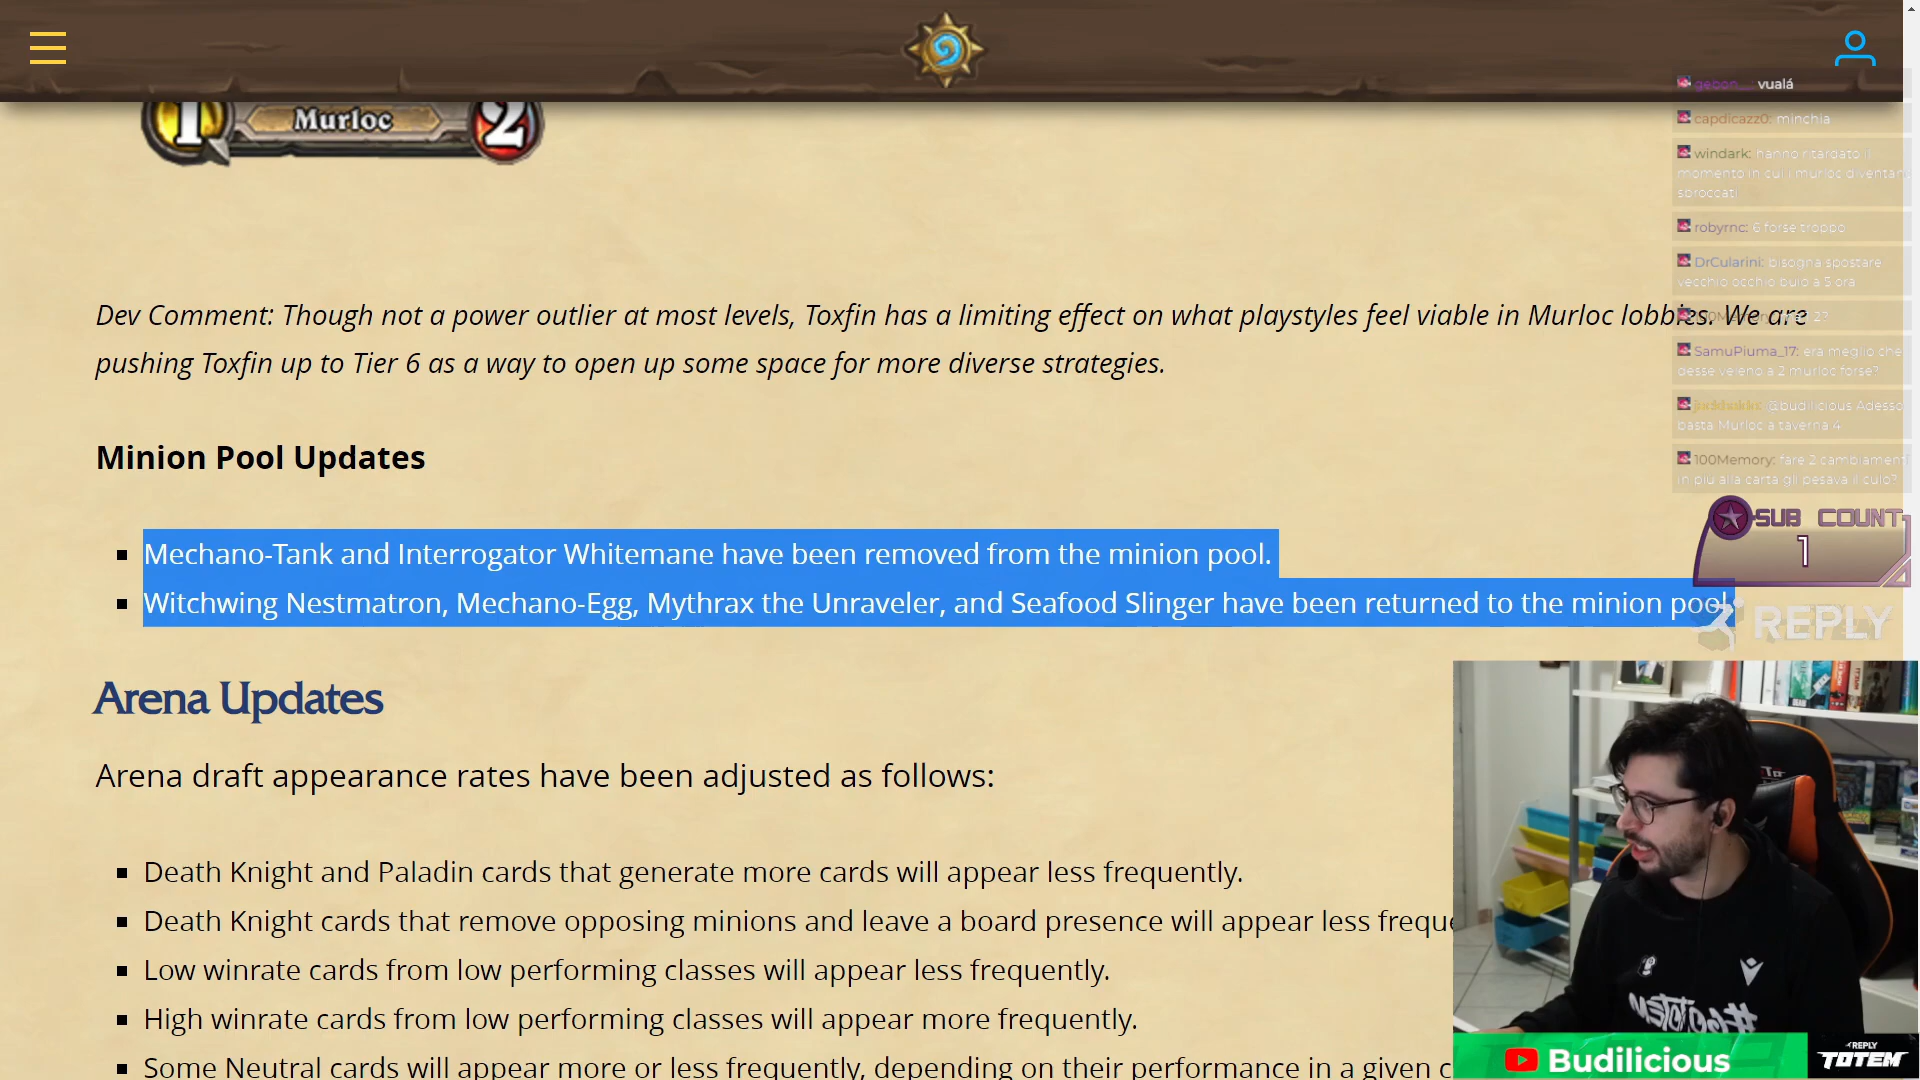 1 Murloc 2
gebon
vualá
capdicazz0: minchia
windark: hanno ritardato il
momento in cui i murloc diventano
sbroccati
robyrnc: 6 forse troppo
DrCularini: bisogna spostare
vecchio occhio buio a 5 ora
SamuPiuma_17: era meglio che
desse veleno a 2 murloc forse?
@budilicious Adesso
basta Murloc a taverna 4
100Memory: fare 2 cambiamenti
in piu alla carta gli pesava il culo?
Dev Comment: Though not a power outlier at most levels, Toxfin has a limiting effect on what playstyles feel viable in Murloc lobbies. We are
pushing Toxfin up to Tier 6 as a way to open up some space for more diverse strategies.
Minion Pool Updates
▪ Mechano-Tank and Interrogator Whitemane have been removed from the minion pool.
▪ Witchwing Nestmatron, Mechano-Egg, Mythrax the Unraveler, and Seafood Slinger have been returned to the minion pool.
SUB COUNT
1
REPLY
Arena Updates
Arena draft appearance rates have been adjusted as follows:
▪ Death Knight and Paladin cards that generate more cards will appear less frequently.
▪ Death Knight cards that remove opposing minions and leave a board presence will appear less freque
▪ Low winrate cards from low performing classes will appear less frequently.
▪ High winrate cards from low performing classes will appear more frequently.
▪ Some Neutral cards will appear more or less frequently, depending on their performance in a given c
Budilicious
REPLY
TOTEM